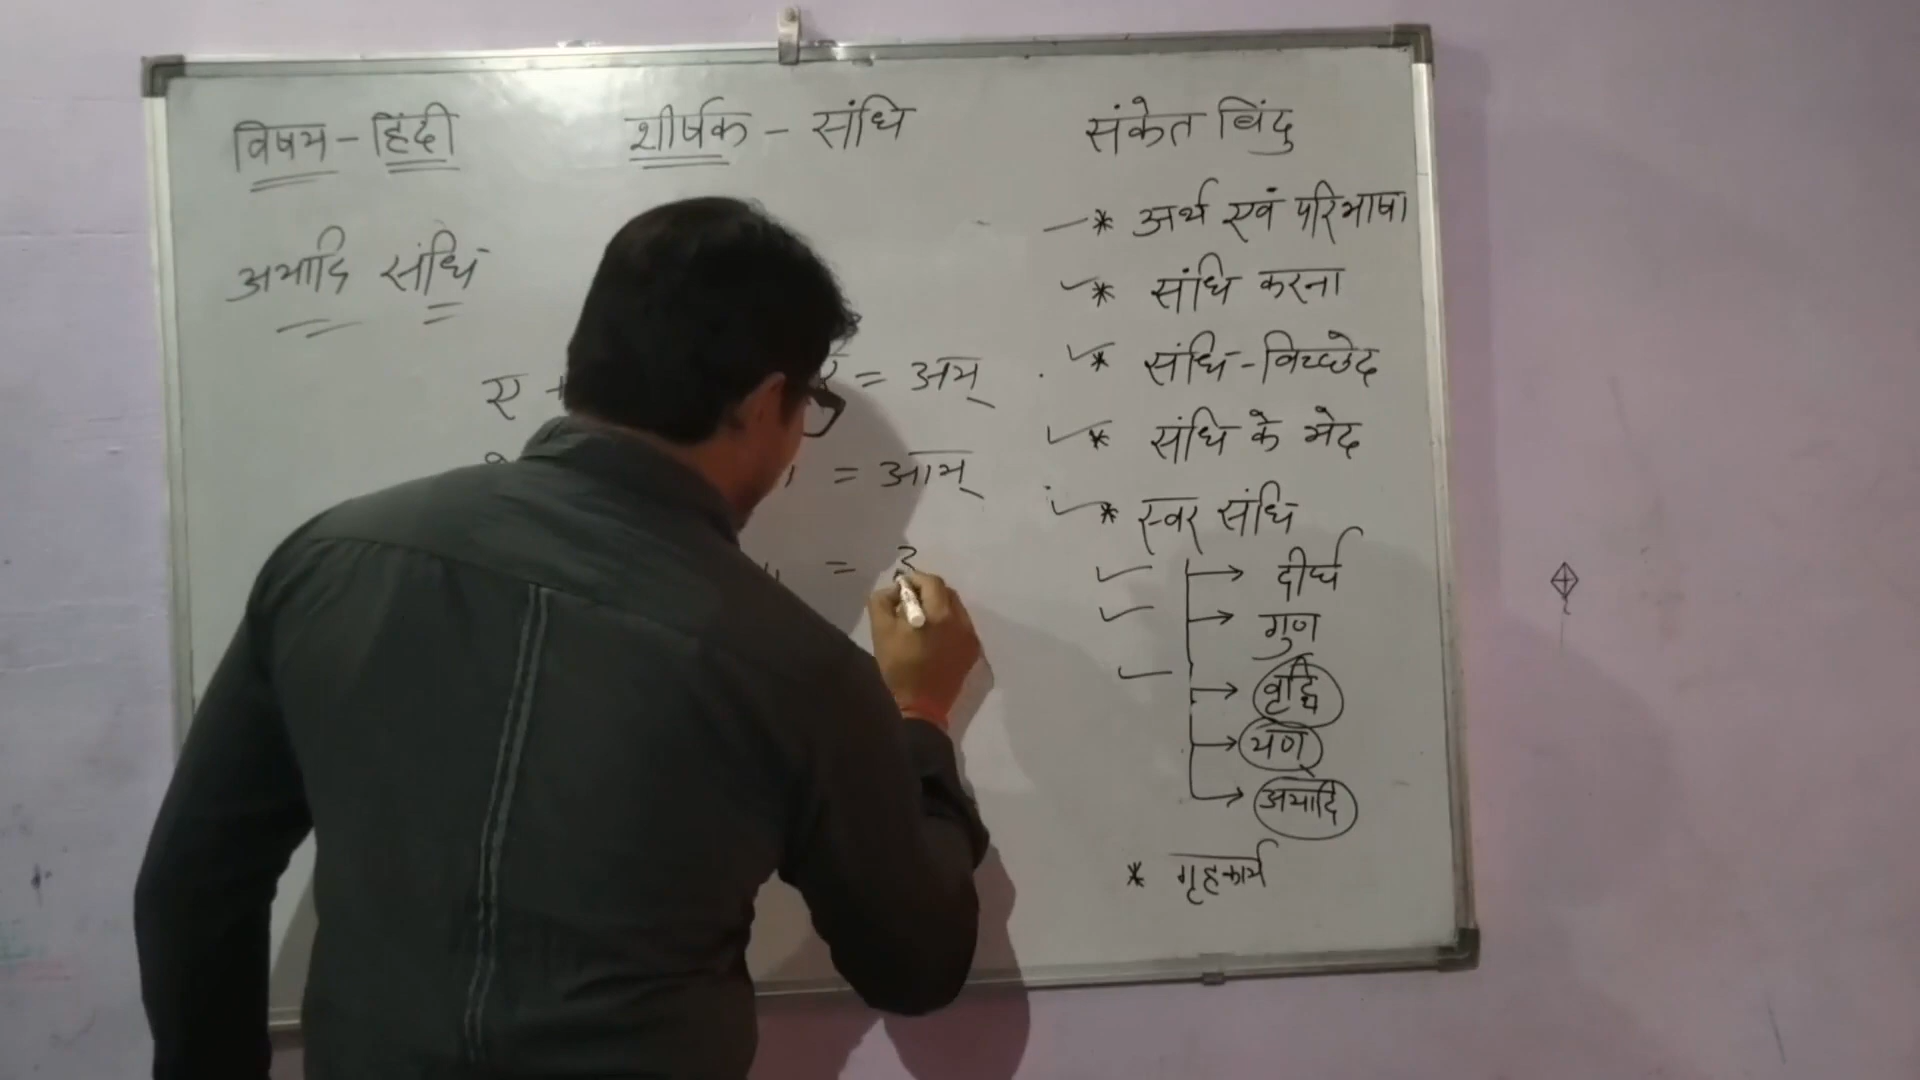 विषय - हिंदी
शीर्षक - संधि
अयादि संधि
ए +
= अय्
= आय्
=
संकेत बिंदु
* अर्थ एवं परिभाषा
* संधि करना
* संधि-विच्छेद
* संधि के भेद
* स्वर संधि
→ दीर्घ
→ गुण
→ वृद्धि
→ यण्
→ अयादि
* गृहकार्य